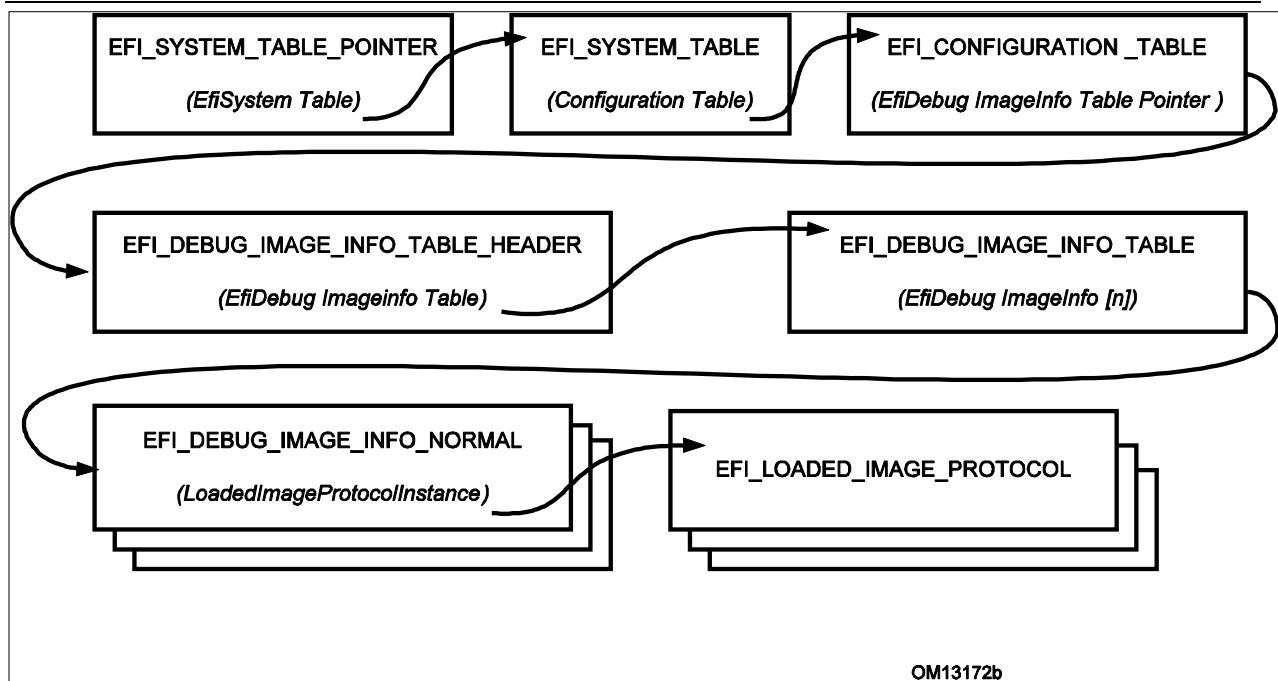 EFI_SYSTEM_TABLE_POINTER
(EfiSystem Table)
EFI_SYSTEM_TABLE
(Configuration Table)
EFI_CONFIGURATION _TABLE
(EfiDebug ImageInfo Table Pointer )
EFI_DEBUG_IMAGE_INFO_TABLE_HEADER
(EfiDebug Imageinfo Table)
EFI_DEBUG_IMAGE_INFO_TABLE
(EfiDebug ImageInfo [n])
EFI_DEBUG_IMAGE_INFO_NORMAL
(LoadedImageProtocolInstance)
EFI_LOADED_IMAGE_PROTOCOL
OM13172b